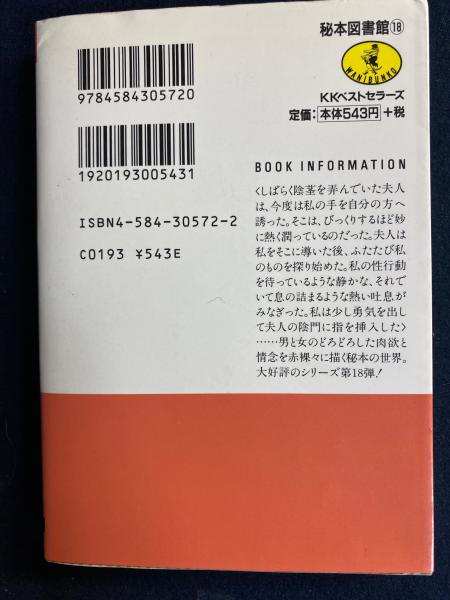 秘本図書館⑱
WANIBUNKO
KKベストセラーズ
定価:本体543円+税
9784584305720
1920193005431
ISBN4-584-30572-2
C0193 ¥543E
BOOK INFORMATION
〈しばらく陰茎を弄んでいた夫人
は、今度は私の手を自分の方へ
誘った。そこは、びっくりするほど妙
に熱く潤っているのだった。夫人は
私をそこに導いた後、ふたたび私
のものを探り始めた。私の性行動
を待っているような静かな、それで
いて息の詰まるような熱い吐息が
みなぎった。私は少し勇気を出し
て夫人の陰門に指を挿入した〉
……男と女のどろどろした肉欲と
情念を赤裸々に描く秘本の世界。
大好評のシリーズ第18弾!